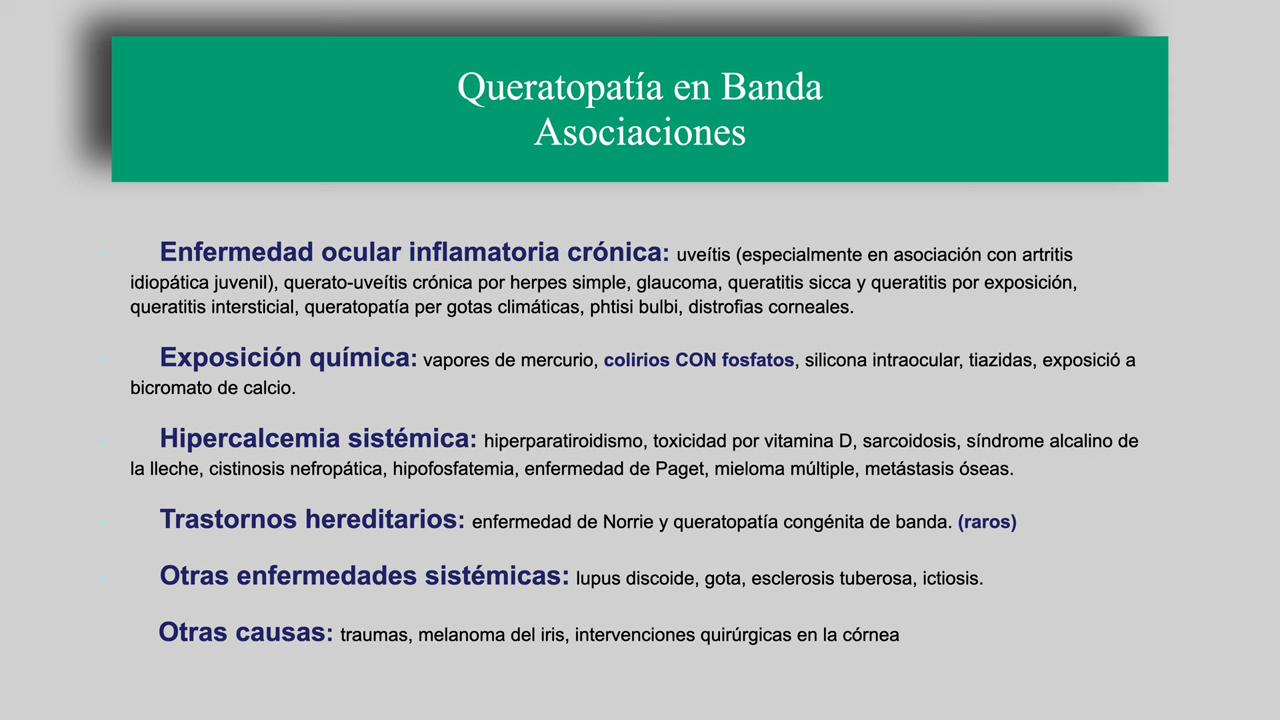 Queratopatía en Banda
Asociaciones
Enfermedad ocular inflamatoria crónica: uveítis (especialmente en asociación con artritis
idiopática juvenil), querato-uveítis crónica por herpes simple, glaucoma, queratitis sicca y queratitis por exposición,
queratitis intersticial, queratopatía per gotas climáticas, phtisi bulbi, distrofias corneales.
Exposición química: vapores de mercurio, colirios CON fosfatos, silicona intraocular, tiazidas, exposició a
bicromato de calcio.
Hipercalcemia sistémica: hiperparatiroidismo, toxicidad por vitamina D, sarcoidosis, síndrome alcalino de
la lleche, cistinosis nefropática, hipofosfatemia, enfermedad de Paget, mieloma múltiple, metástasis óseas.
Trastornos hereditarios: enfermedad de Norrie y queratopatía congénita de banda. (raros)
Otras enfermedades sistémicas: lupus discoide, gota, esclerosis tuberosa, ictiosis.
Otras causas: traumas, melanoma del iris, intervenciones quirúrgicas en la córnea